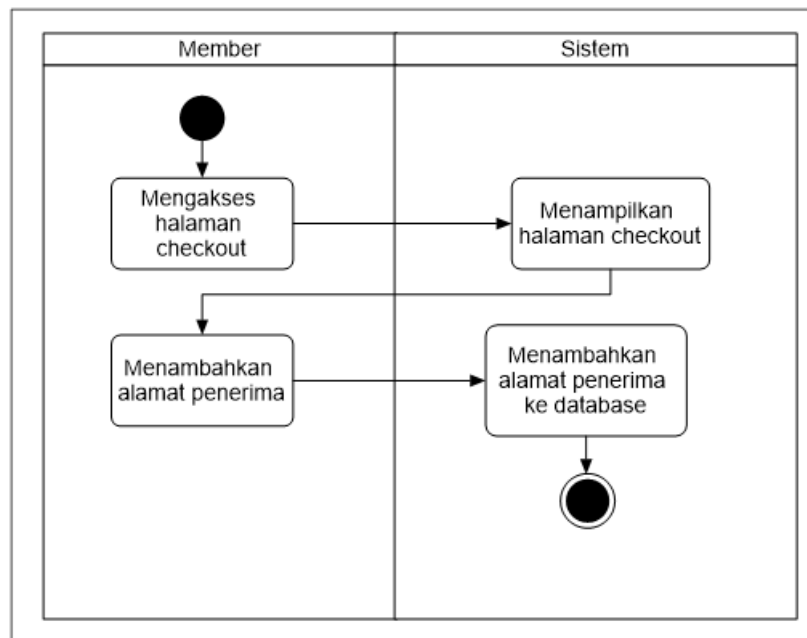 Member
Sistem
Mengakses
halaman
checkout
Menampilkan
halaman checkout
Menambahkan
alamat penerima
Menambahkan
alamat penerima
ke database